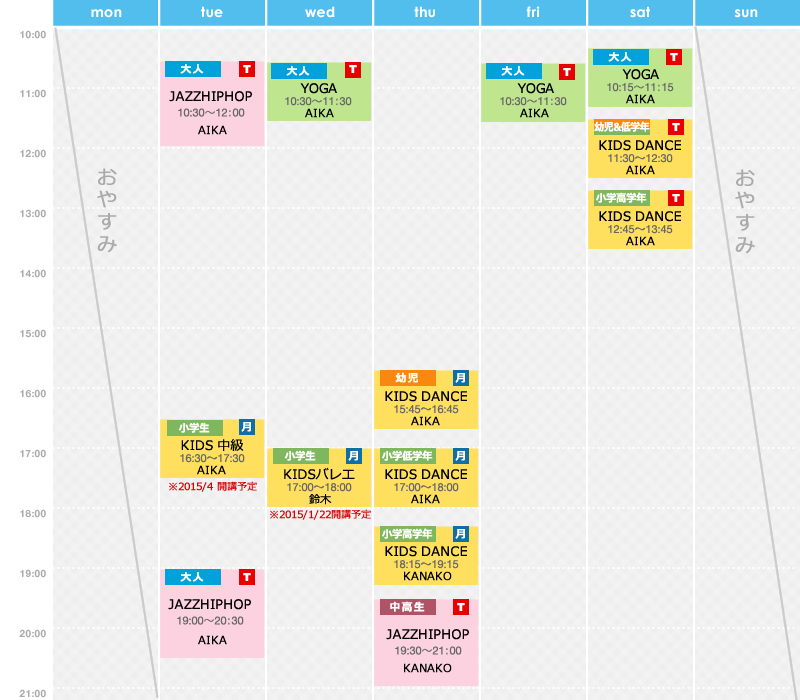 mon tue wed thu fri sat sun
10:00
11:00
12:00
13:00
14:00
15:00
16:00
17:00
18:00
19:00
20:00
21:00
おやすみ
大人 T
JAZZHIPHOP
10:30～12:00
AIKA
小学生 月
KIDS 中級
16:30～17:30
AIKA
※2015/4 開講予定
大人 T
JAZZHIPHOP
19:00～20:30
AIKA
大人 T
YOGA
10:30～11:30
AIKA
小学生 月
KIDSバレエ
17:00～18:00
鈴木
※2015/1/22開講予定
幼児 月
KIDS DANCE
15:45～16:45
AIKA
小学低学年 月
KIDS DANCE
17:00～18:00
AIKA
小学高学年 月
KIDS DANCE
18:15～19:15
KANAKO
中高生 T
JAZZHIPHOP
19:30～21:00
KANAKO
大人 T
YOGA
10:30～11:30
AIKA
大人 T
YOGA
10:15～11:15
AIKA
幼児&低学年 T
KIDS DANCE
11:30～12:30
AIKA
小学高学年 T
KIDS DANCE
12:45～13:45
AIKA
おやすみ